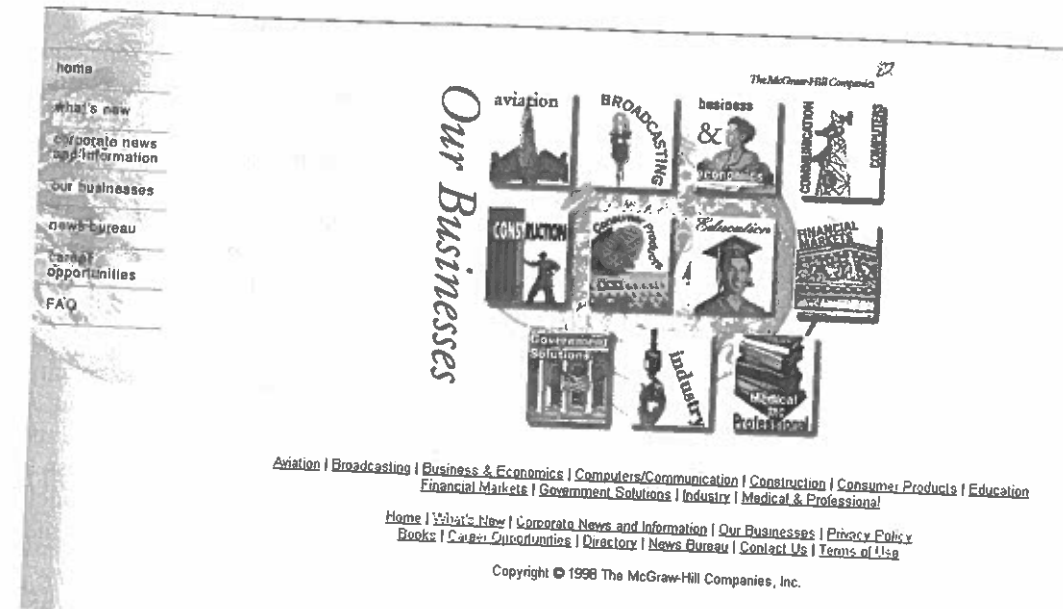 home
what's new
corporate news
and information
our businesses
news bureau
career
opportunities
FAQ
The McGraw-Hill Companies
Our Businesses
aviation
BROADCASTING
business
&
economics
COMMUNICATION
COMPUTERS
CONSTRUCTION
Consumer Products
Education
FINANCIAL
MARKETS
Government
Solutions
industry
Medical
and
Professional
Aviation | Broadcasting | Business & Economics | Computers/Communication | Construction | Consumer Products | Education
Financial Markets | Government Solutions | Industry | Medical & Professional
Home | What's New | Corporate News and Information | Our Businesses | Privacy Policy
Books | Career Opportunities | Directory | News Bureau | Contact Us | Terms of Use
Copyright © 1998 The McGraw-Hill Companies, Inc.